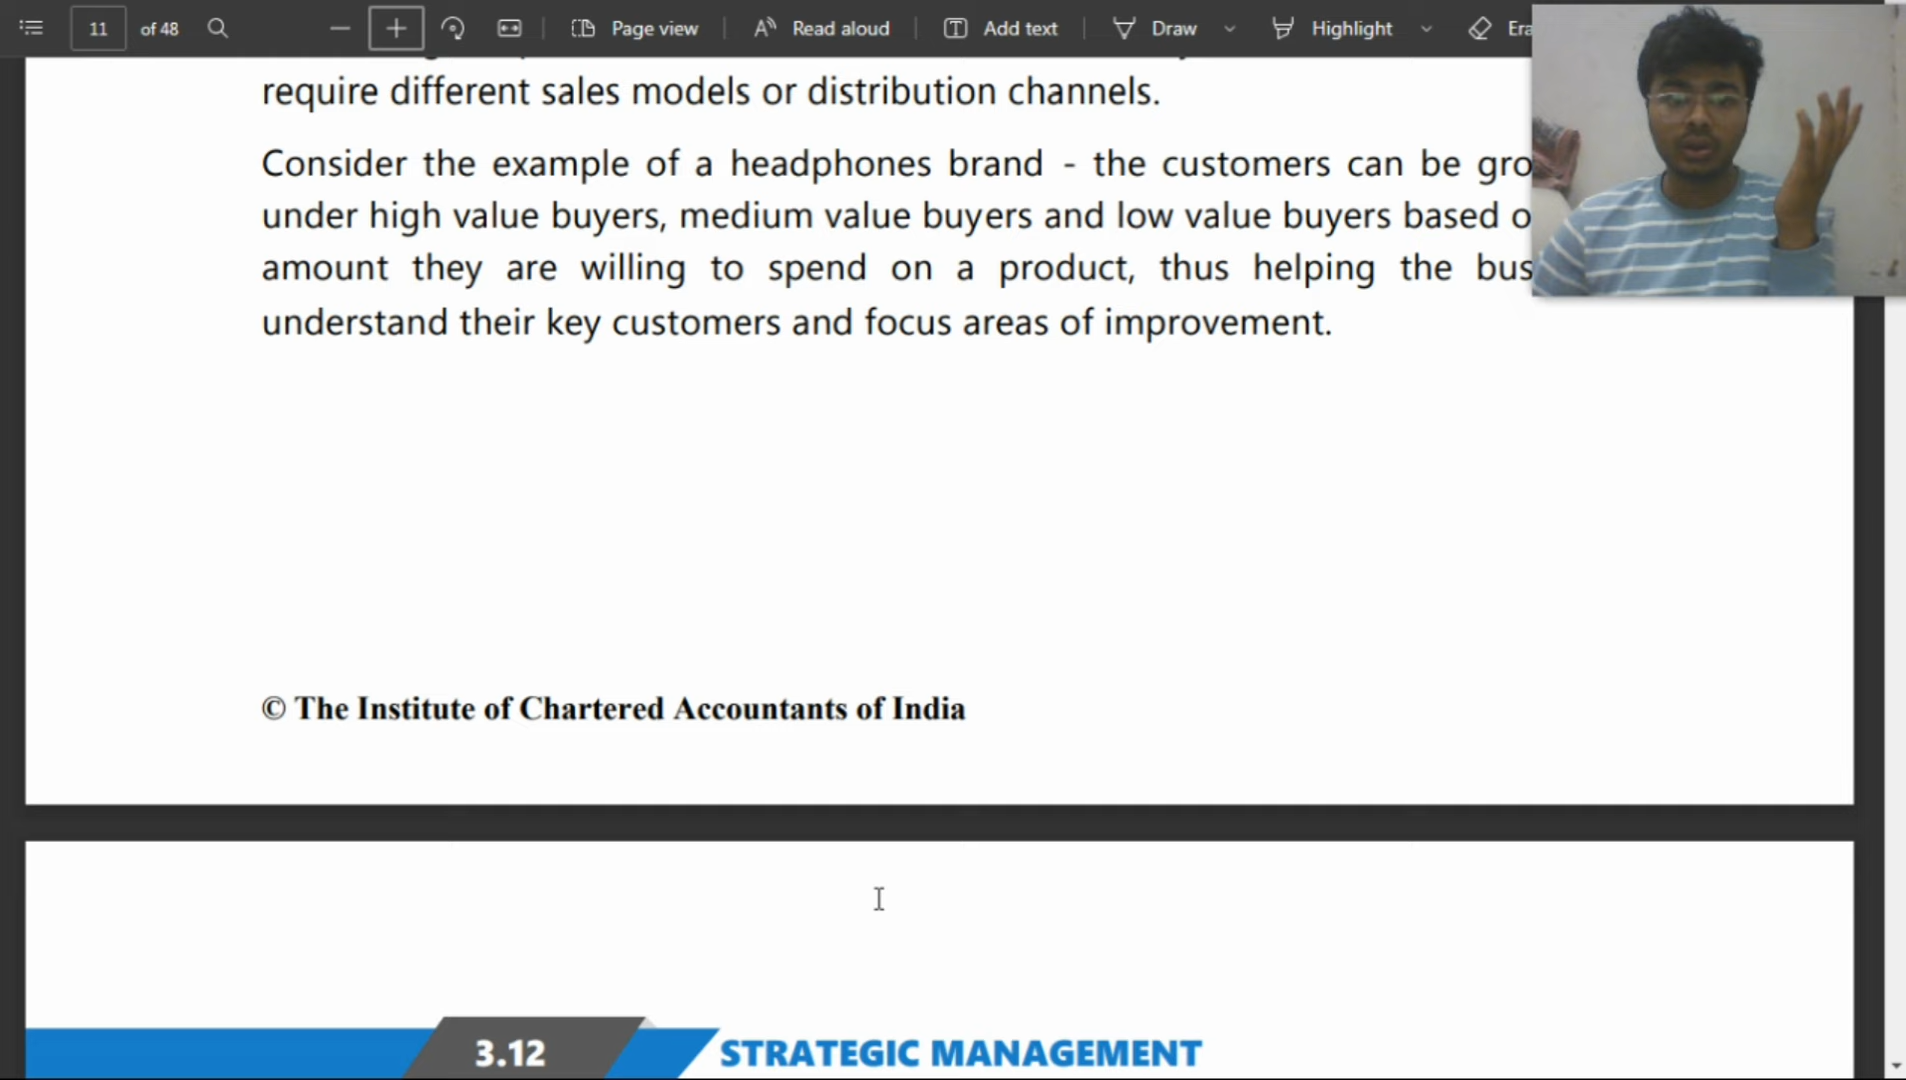 11 of 48 Page view Read aloud Add text Draw Highlight
require different sales models or distribution channels.
Consider the example of a headphones brand - the customers can be
under high value buyers, medium value buyers and low value buyers based
amount they are willing to spend on a product, thus helping the
understand their key customers and focus areas of improvement.
© The Institute of Chartered Accountants of India
3.12 STRATEGIC MANAGEMENT